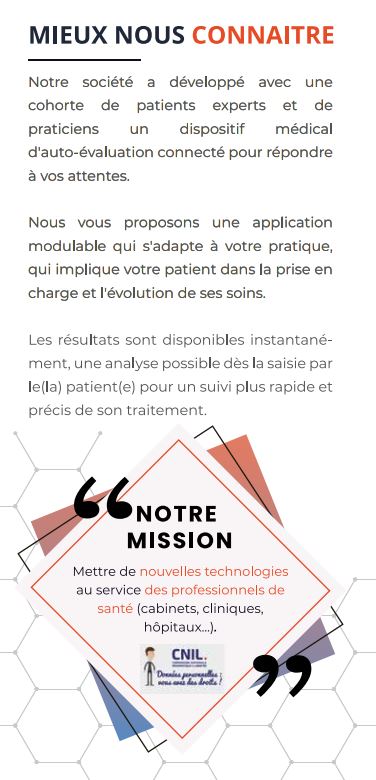 MIEUX NOUS CONNAITRE
Notre société a développé avec une
cohorte de patients experts et de
praticiens un dispositif médical
d'auto-évaluation connecté pour répondre
à vos attentes.
Nous vous proposons une application
modulable qui s'adapte à votre pratique,
qui implique votre patient dans la prise en
charge et l'évolution de ses soins.
Les résultats sont disponibles instantané-
ment, une analyse possible dès la saisie par
le(la) patient(e) pour un suivi plus rapide et
précis de son traitement.
“ NOTRE
MISSION
Mettre de nouvelles technologies
au service des professionnels de
santé (cabinets, cliniques,
hôpitaux...).
CNIL.
Données personnelles :
vous avez des droits !
”